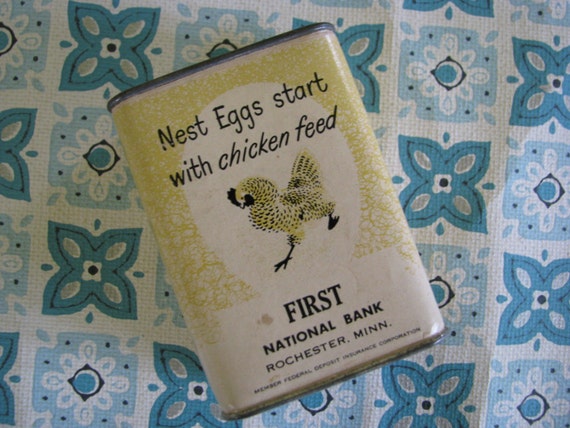 Nest Eggs start
with chicken feed
FIRST
NATIONAL BANK
ROCHESTER, MINN.
MEMBER FEDERAL DEPOSIT INSURANCE CORPORATION